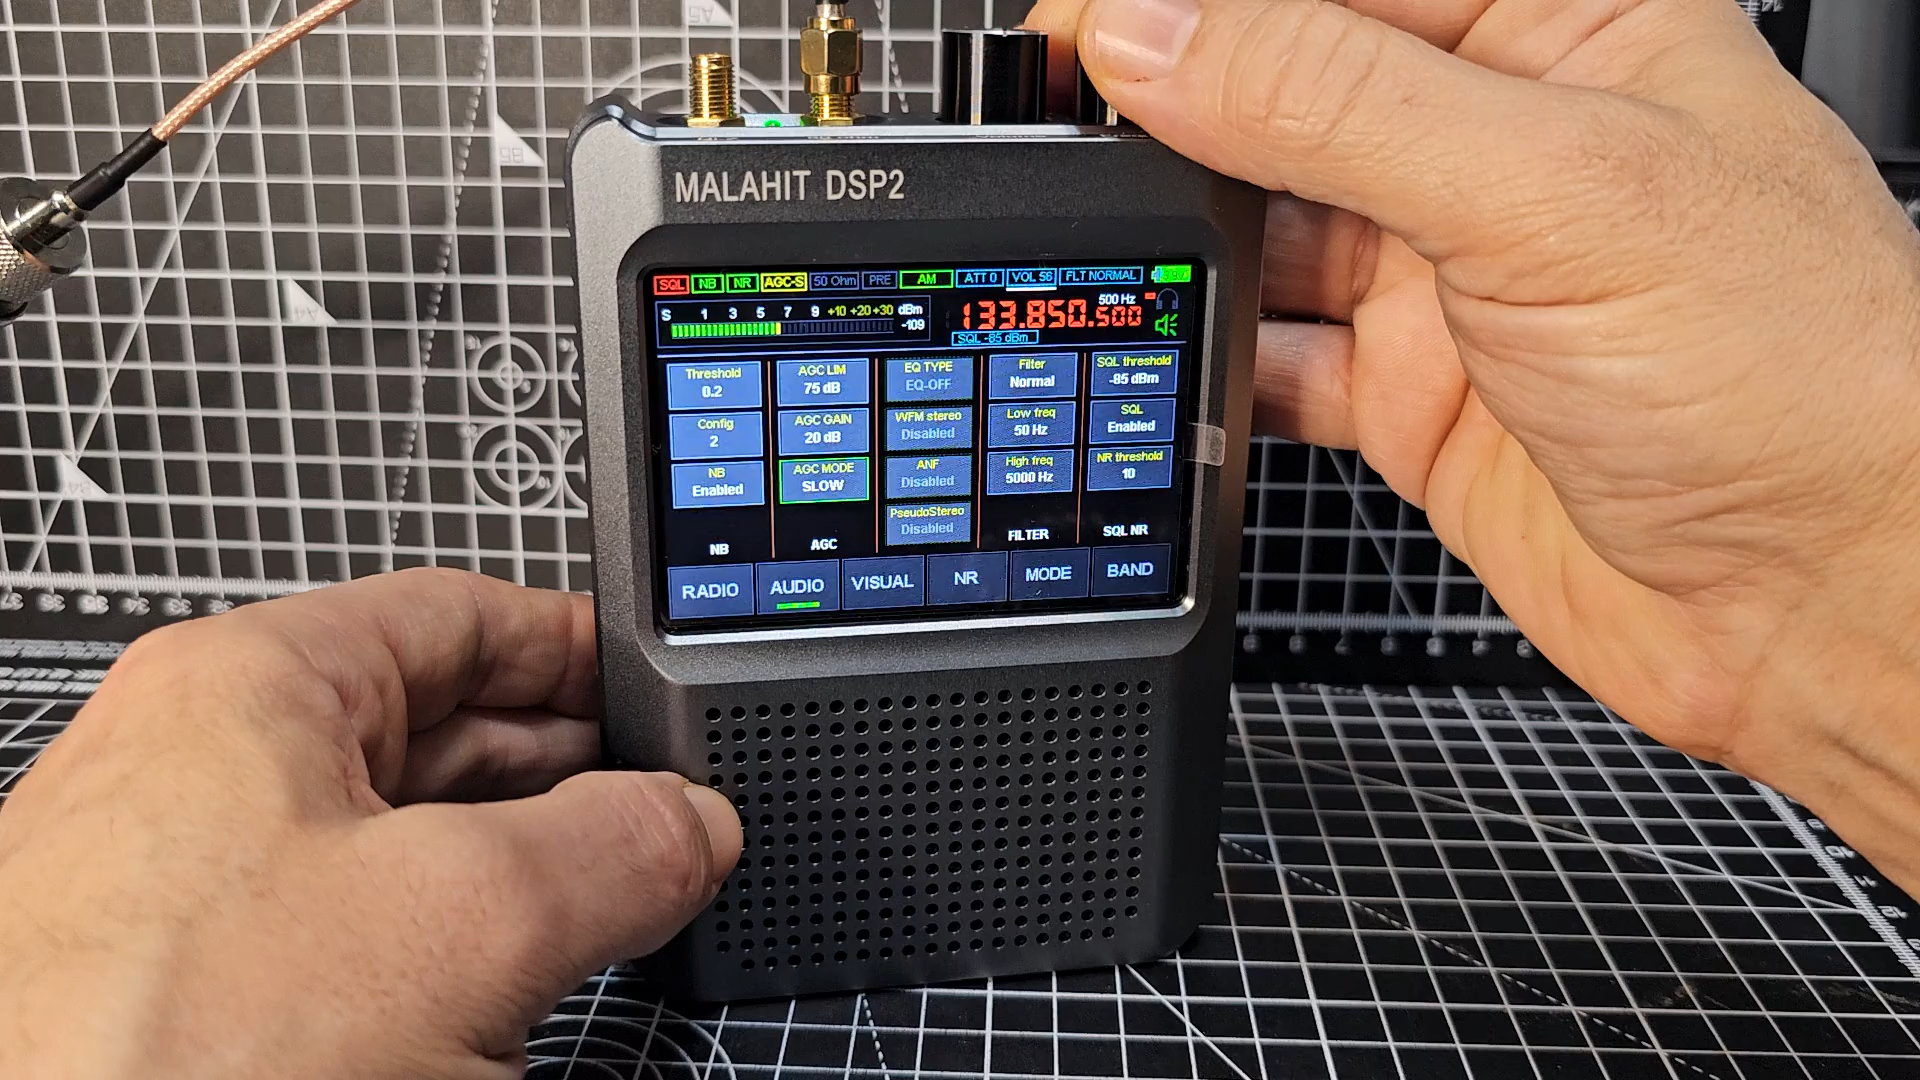 MALAHIT DSP2
SQL NB NR AGC-S 50 Ohm PRE AM ATT 0 VOL 56 FLT NORMAL
S 1 3 5 7 9 +10 +20 +30 dBm
-109
500 Hz
133.850.500
SQL -85 dBm
Threshold
0.2
Config
2
NB
Enabled
NB
AGC LIM
75 dB
AGC GAIN
20 dB
AGC MODE
SLOW
AGC
EQ TYPE
EQ-OFF
WFM stereo
Disabled
ANF
Disabled
PseudoStereo
Disabled
Filter
Normal
Low freq
50 Hz
High freq
5000 Hz
FILTER
SQL threshold
-85 dBm
SQL
Enabled
NR threshold
10
SQL NR
RADIO AUDIO VISUAL NR MODE BAND